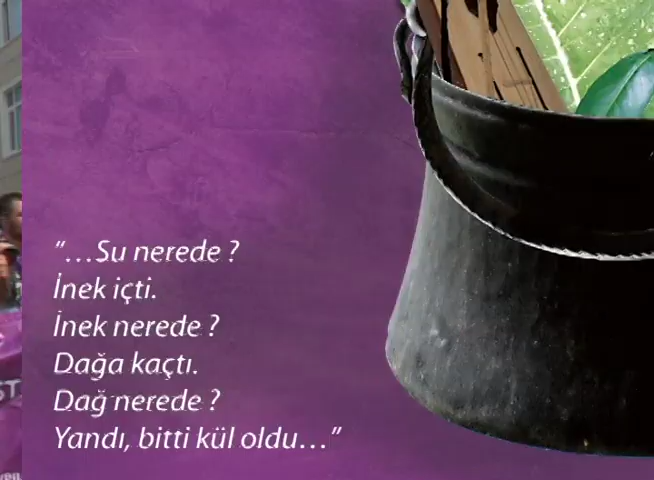 “...Su nerede ?
İnek içti.
İnek nerede ?
Dağa kaçtı.
Dağ nerede ?
Yandı, bitti kül oldu...”